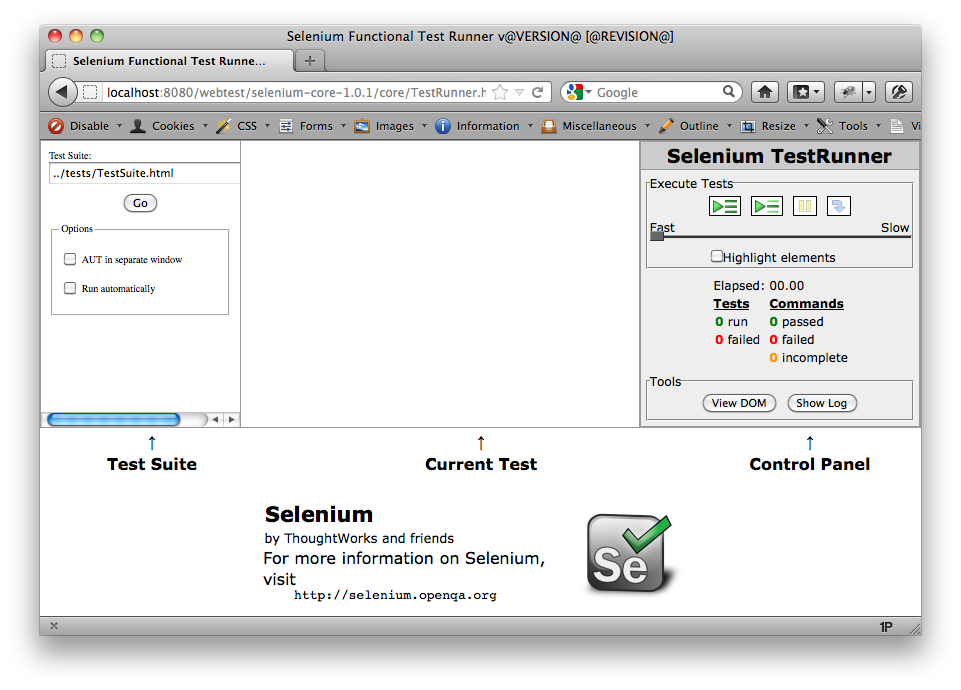 Selenium Functional Test Runner v@VERSION@ [@REVISION@]
Selenium Functional Test Runne...
localhost:8080/webtest/selenium-core-1.0.1/core/TestRunner.h
Google
Disable Cookies CSS Forms Images Information Miscellaneous Outline Resize Tools Vi
Test Suite:
../tests/TestSuite.html
Go
Options
AUT in separate window
Run automatically
Selenium TestRunner
Execute Tests
Fast Slow
Highlight elements
Elapsed: 00.00
Tests Commands
0 run 0 passed
0 failed 0 failed
0 incomplete
Tools
View DOM Show Log
↑ ↑ ↑
Test Suite Current Test Control Panel
Selenium
by ThoughtWorks and friends
For more information on Selenium,
visit
http://selenium.openqa.org
Se
1P